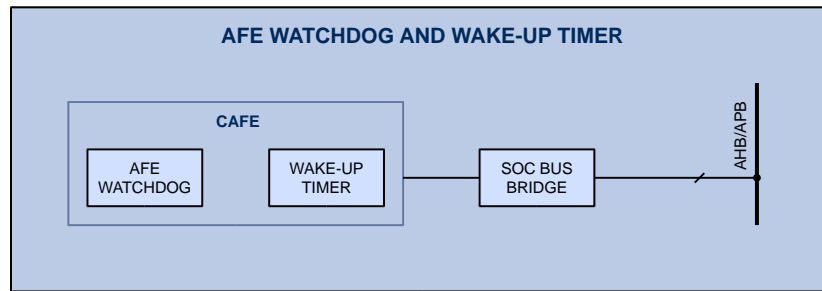 AFE WATCHDOG AND WAKE-UP TIMER
CAFE
AFE
WATCHDOG
WAKE-UP
TIMER
SOC BUS
BRIDGE
AHB/APB